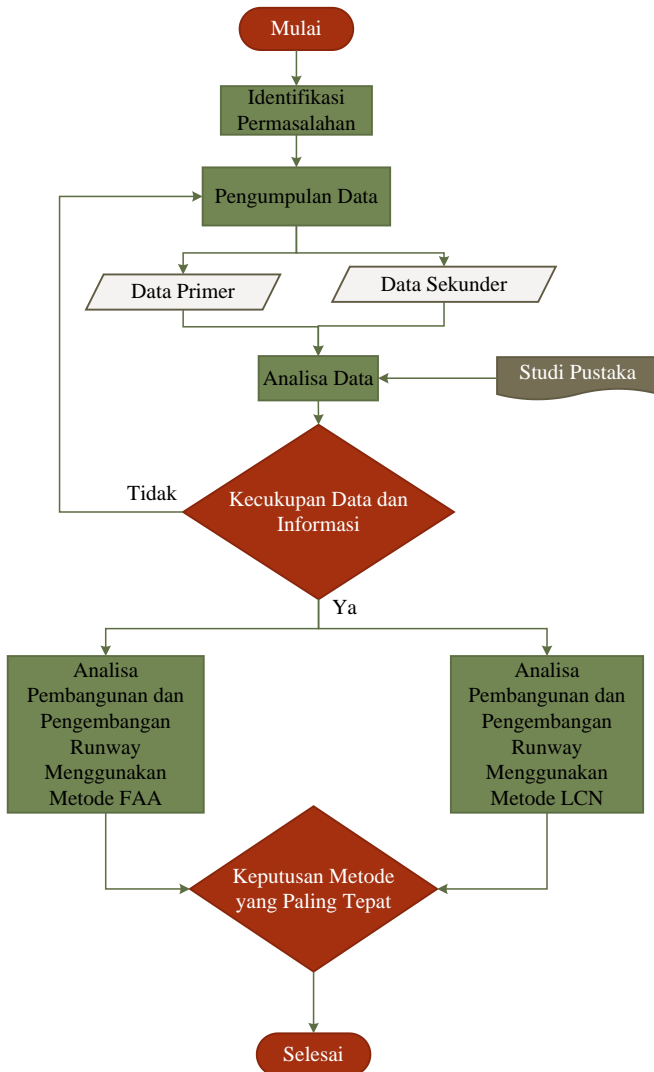 Mulai
Identifikasi
Permasalahan
Pengumpulan Data
Data Primer
Data Sekunder
Analisa Data
Studi Pustaka
Tidak
Kecukupan Data dan
Informasi
Ya
Analisa
Pembangunan dan
Pengembangan
Runway
Menggunakan
Metode FAA
Analisa
Pembangunan dan
Pengembangan
Runway
Menggunakan
Metode LCN
Keputusan Metode
yang Paling Tepat
Selesai